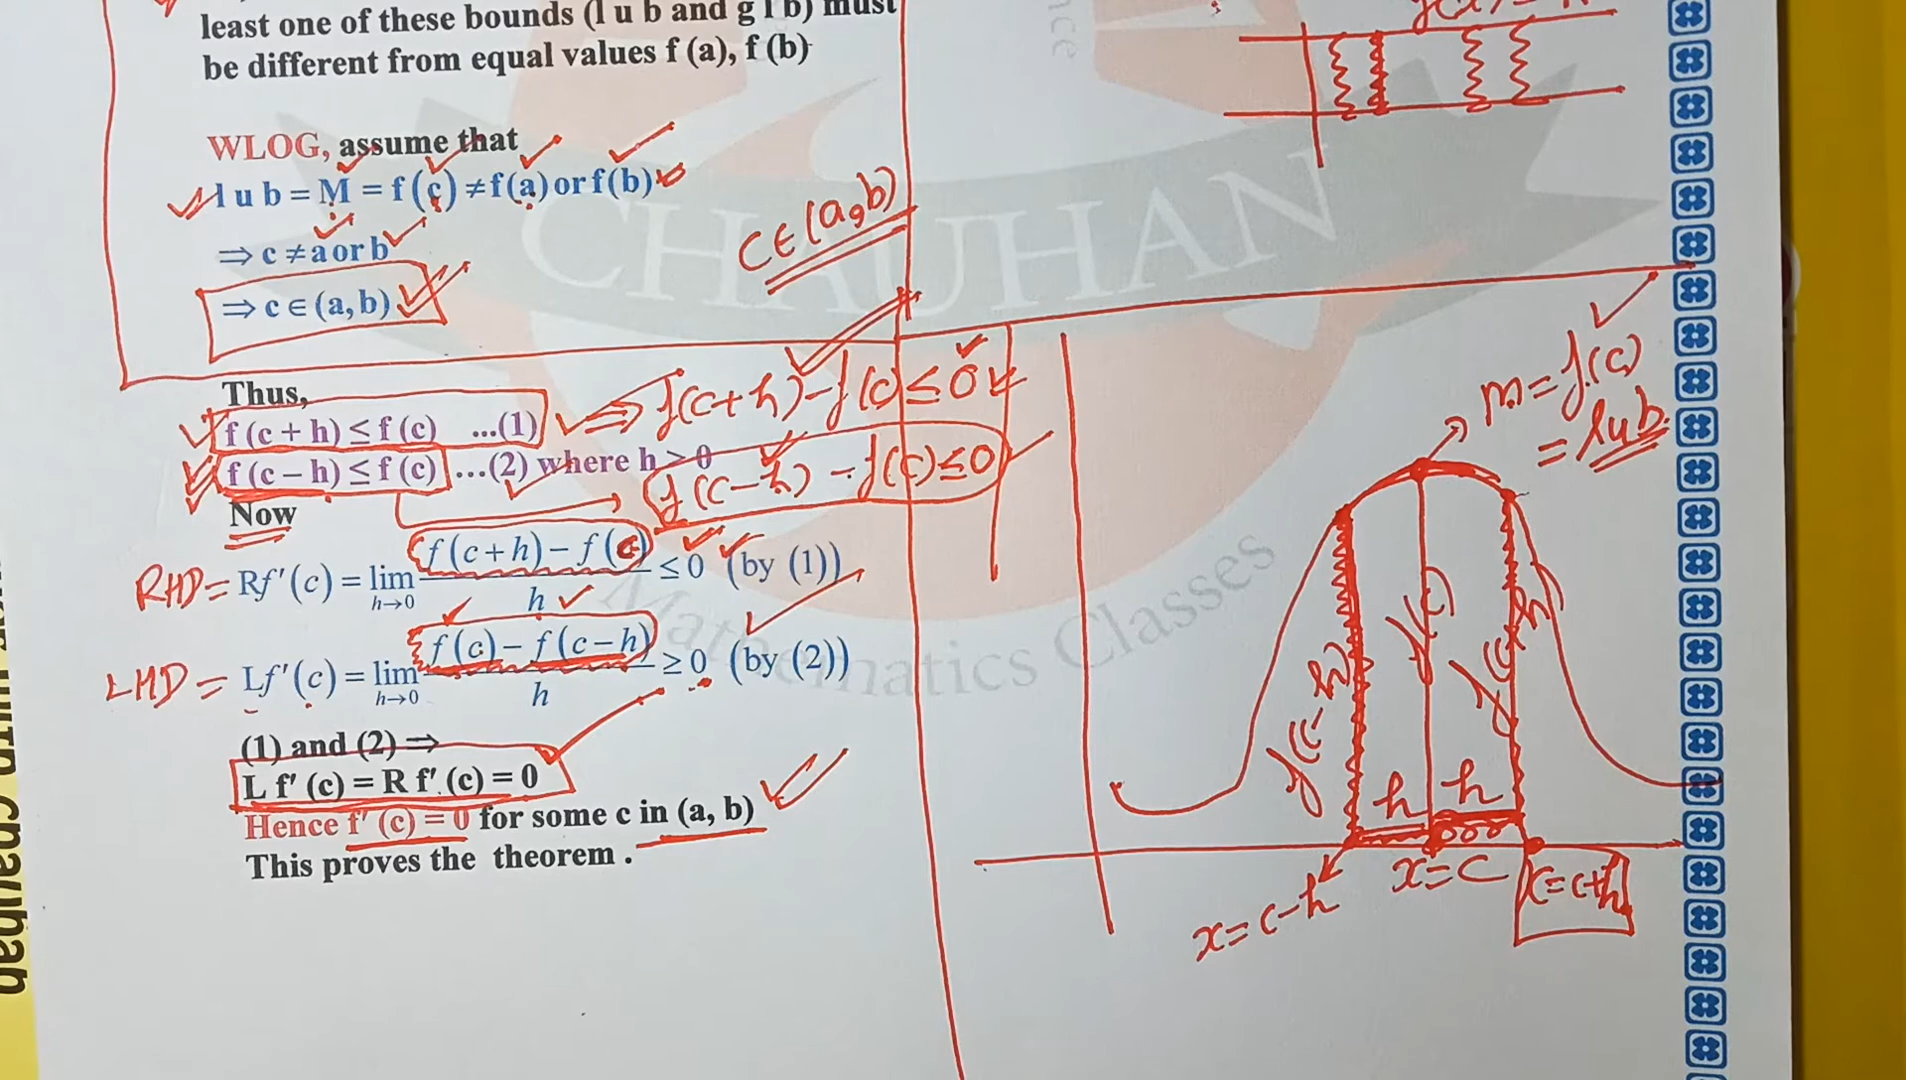 least one of these bounds (l u b and g l b) must
be different from equal values f (a), f (b)
WLOG, assume that
l u b = M = f (c) ≠ f(a) or f(b)
⇒ c ≠ a or b
⇒ c ∈ (a, b)
C ∈ (a, b)
Thus,
f (c + h) ≤ f (c) ...(1)
⇒ f(c+h) - f(c) ≤ 0
f (c − h) ≤ f (c) ...(2) where h > 0
f(c-h) - f(c) ≤ 0
Now
RHD = Rf'(c) = lim h→0 f (c+h) − f (c) / h ≤ 0 (by (1))
LHD = Lf'(c) = lim h→0 f (c) − f (c − h) / h ≥ 0 (by (2))
(1) and (2) ⇒
L f' (c) = R f' (c) = 0
Hence f' (c) = 0 for some c in (a, b)
This proves the theorem .
m = f(c)
= lub
f(c-h)
f(c)
f(c+h)
h
h
x = c-h
x = c
x = c+h
CHAUHAN
Mathematics Classes